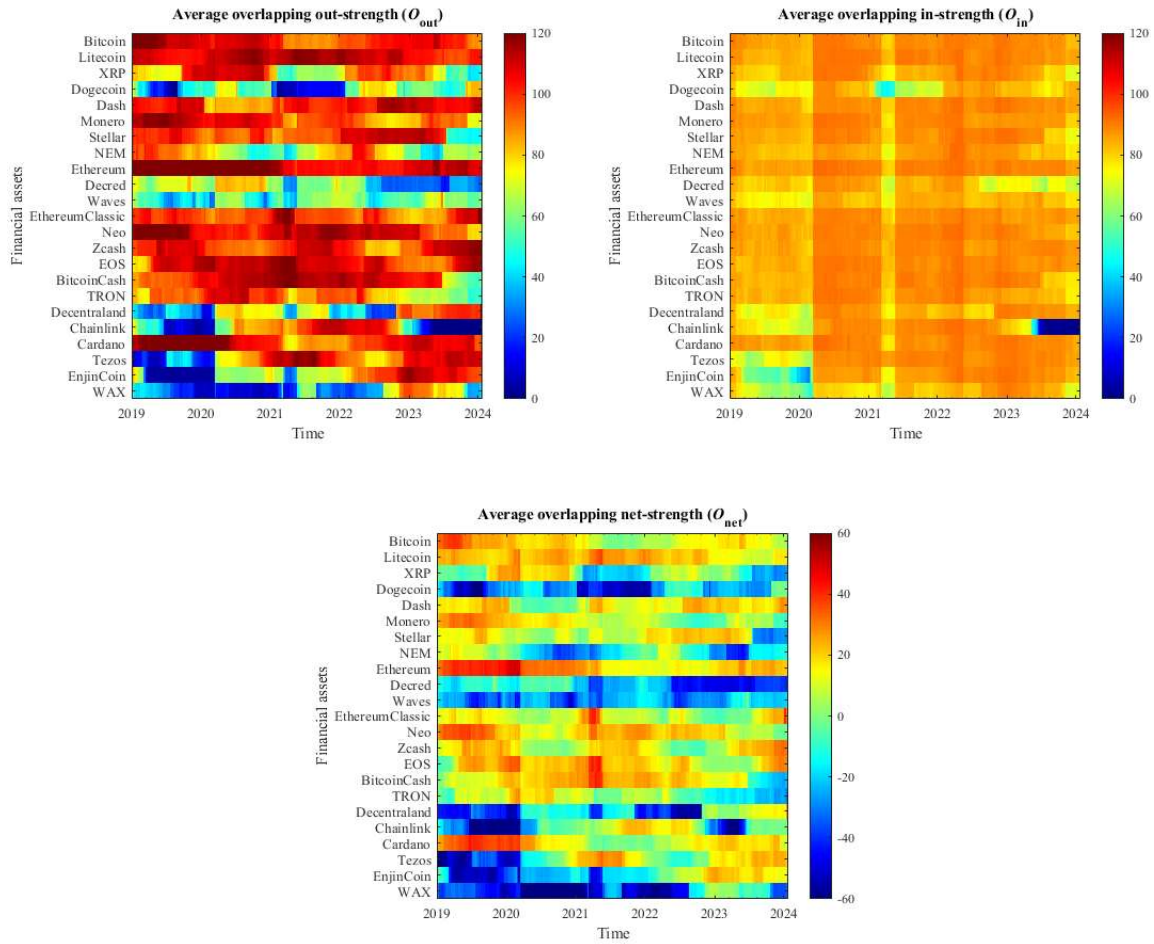 Average overlapping out-strength (Oout)
Bitcoin
Litecoin
XRP
Dogecoin
Dash
Monero
Stellar
NEM
Ethereum
Decred
Waves
EthereumClassic
Neo
Zcash
EOS
BitcoinCash
TRON
Decentraland
Chainlink
Cardano
Tezos
EnjinCoin
WAX
Financial assets
2019 2020 2021 2022 2023 2024
Time
120
100
80
60
40
20
0
Average overlapping in-strength (Oin)
Bitcoin
Litecoin
XRP
Dogecoin
Dash
Monero
Stellar
NEM
Ethereum
Decred
Waves
EthereumClassic
Neo
Zcash
EOS
BitcoinCash
TRON
Decentraland
Chainlink
Cardano
Tezos
EnjinCoin
WAX
Financial assets
2019 2020 2021 2022 2023 2024
Time
120
100
80
60
40
20
0
Average overlapping net-strength (Onet)
Bitcoin
Litecoin
XRP
Dogecoin
Dash
Monero
Stellar
NEM
Ethereum
Decred
Waves
EthereumClassic
Neo
Zcash
EOS
BitcoinCash
TRON
Decentraland
Chainlink
Cardano
Tezos
EnjinCoin
WAX
Financial assets
2019 2020 2021 2022 2023 2024
Time
60
40
20
0
-20
-40
-60